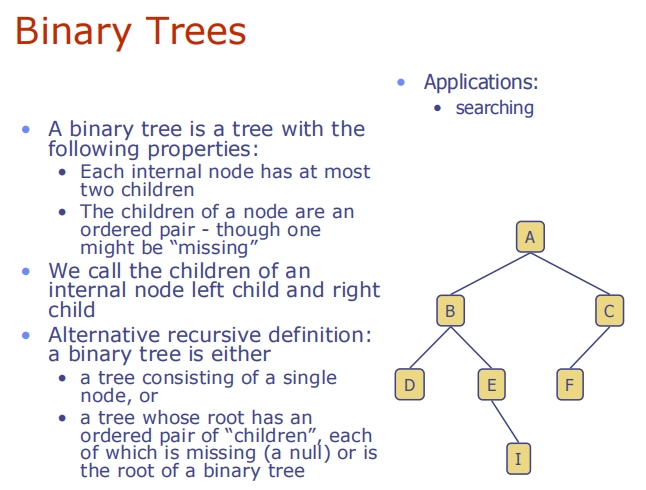 Binary Trees
A binary tree is a tree with the
following properties:
Each internal node has at most
two children
The children of a node are an
ordered pair - though one
might be “missing”
We call the children of an
internal node left child and right
child
Alternative recursive definition:
a binary tree is either
a tree consisting of a single
node, or
a tree whose root has an
ordered pair of “children”, each
of which is missing (a null) or is
the root of a binary tree
Applications:
searching
A
B
C
D
E
F
I